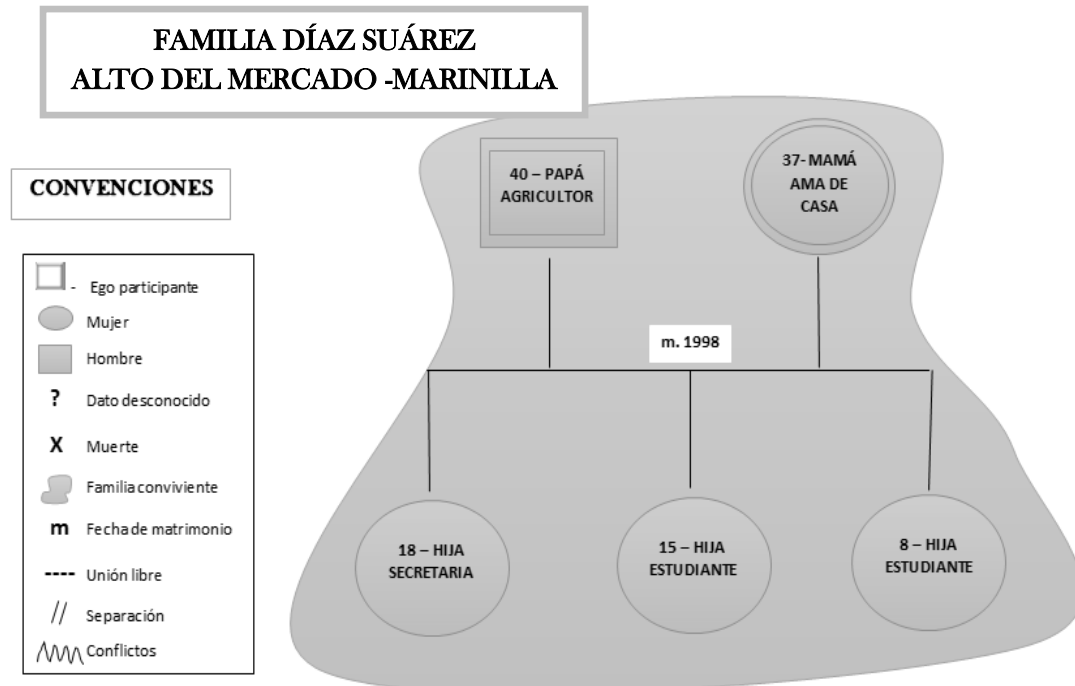 FAMILIA DÍAZ SUÁREZ
ALTO DEL MERCADO -MARINILLA
CONVENCIONES
- Ego participante
Mujer
Hombre
? Dato desconocido
X Muerte
Familia conviviente
m Fecha de matrimonio
---- Unión libre
// Separación
Conflictos
40 – PAPÁ
AGRICULTOR
37- MAMÁ
AMA DE
CASA
m. 1998
18 – HIJA
SECRETARIA
15 – HIJA
ESTUDIANTE
8 – HIJA
ESTUDIANTE